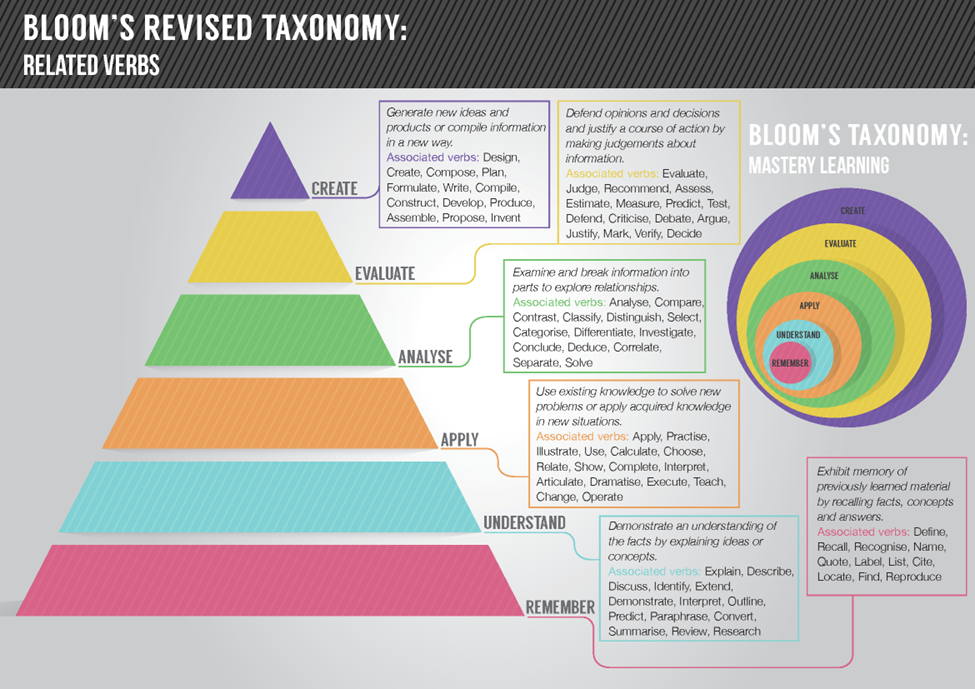 BLOOM'S REVISED TAXONOMY:
RELATED VERBS
CREATE
Generate new ideas and
products or compile information
in a new way.
Associated verbs: Design,
Create, Compose, Plan,
Formulate, Write, Compile,
Construct, Develop, Produce,
Assemble, Propose, Invent
EVALUATE
Defend opinions and decisions
and justify a course of action by
making judgements about
information.
Associated verbs: Evaluate,
Judge, Recommend, Assess,
Estimate, Measure, Predict, Test,
Defend, Criticise, Debate, Argue,
Justify, Mark, Verify, Decide
ANALYSE
Examine and break information into
parts to explore relationships.
Associated verbs: Analyse, Compare,
Contrast, Classify, Distinguish, Select,
Categorise, Differentiate, Investigate,
Conclude, Deduce, Correlate,
Separate, Solve
APPLY
Use existing knowledge to solve new
problems or apply acquired knowledge
in new situations.
Associated verbs: Apply, Practise,
Illustrate, Use, Calculate, Choose,
Relate, Show, Complete, Interpret,
Articulate, Dramatise, Execute, Teach,
Change, Operate
UNDERSTAND
Demonstrate an understanding of
the facts by explaining ideas or
concepts.
Associated verbs: Explain, Describe,
Discuss, Identify, Extend,
Demonstrate, Interpret, Outline,
Predict, Paraphrase, Convert,
Summarise, Review, Research
REMEMBER
Exhibit memory of
previously learned material
by recalling facts, concepts
and answers.
Associated verbs: Define,
Recall, Recognise, Name,
Quote, Label, List, Cite,
Locate, Find, Reproduce
BLOOM'S TAXONOMY:
MASTERY LEARNING
CREATE
EVALUATE
ANALYSE
APPLY
UNDERSTAND
REMEMBER